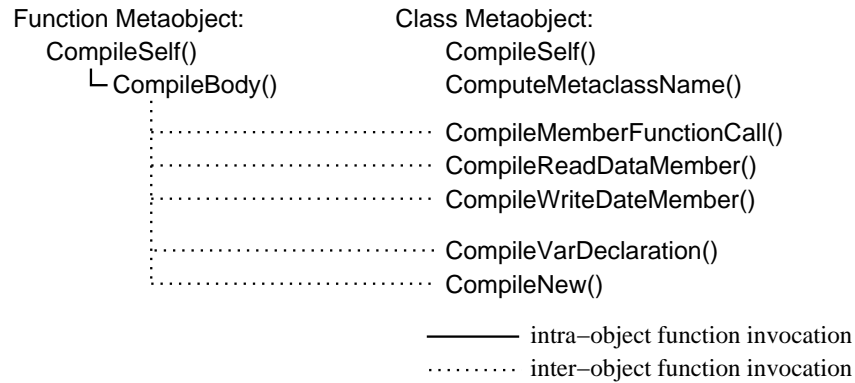 Function Metaobject: Class Metaobject:
CompileSelf() CompileSelf()
CompileBody() ComputeMetaclassName()
CompileMemberFunctionCall()
CompileReadDataMember()
CompileWriteDateMember()
CompileVarDeclaration()
CompileNew()
intra−object function invocation
inter−object function invocation